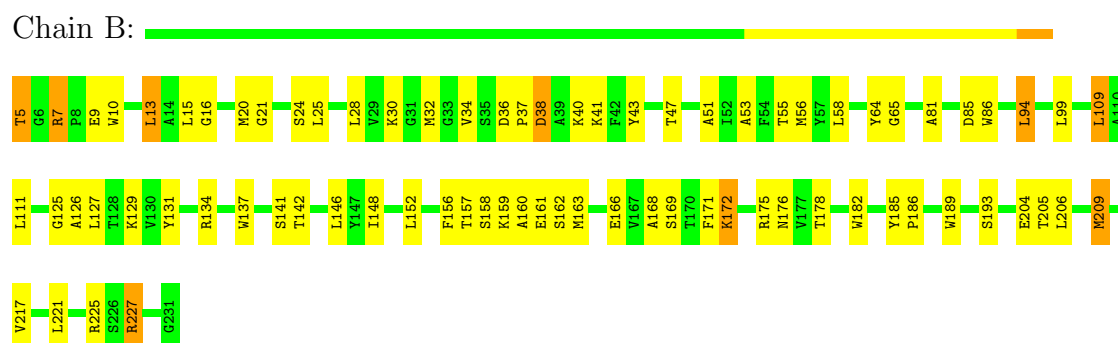 Chain B:
T5 G6 R7 P8 E9 W10 L13 A14 L15 G16 M20 G21 S24 L25 L28 V29 K30 G31 M32 G33 V34 S35 D36 P37 D38 A39 K40 K41 F42 Y43 T47 A51 I52 A53 F54 T55 M56 Y57 L58 Y64 G65 A81 D85 W86 L94 L99 L109 A110
L111 G125 A126 L127 T128 K129 V130 Y131 R134 W137 S141 T142 L146 Y147 I148 L152 F156 T157 S158 K159 A160 E161 S162 M163 E166 V167 A168 S169 T170 F171 K172 R175 N176 V177 T178 W182 Y185 P186 W189 S193 E204 T205 L206 M209
V217 L221 R225 S226 R227 G231